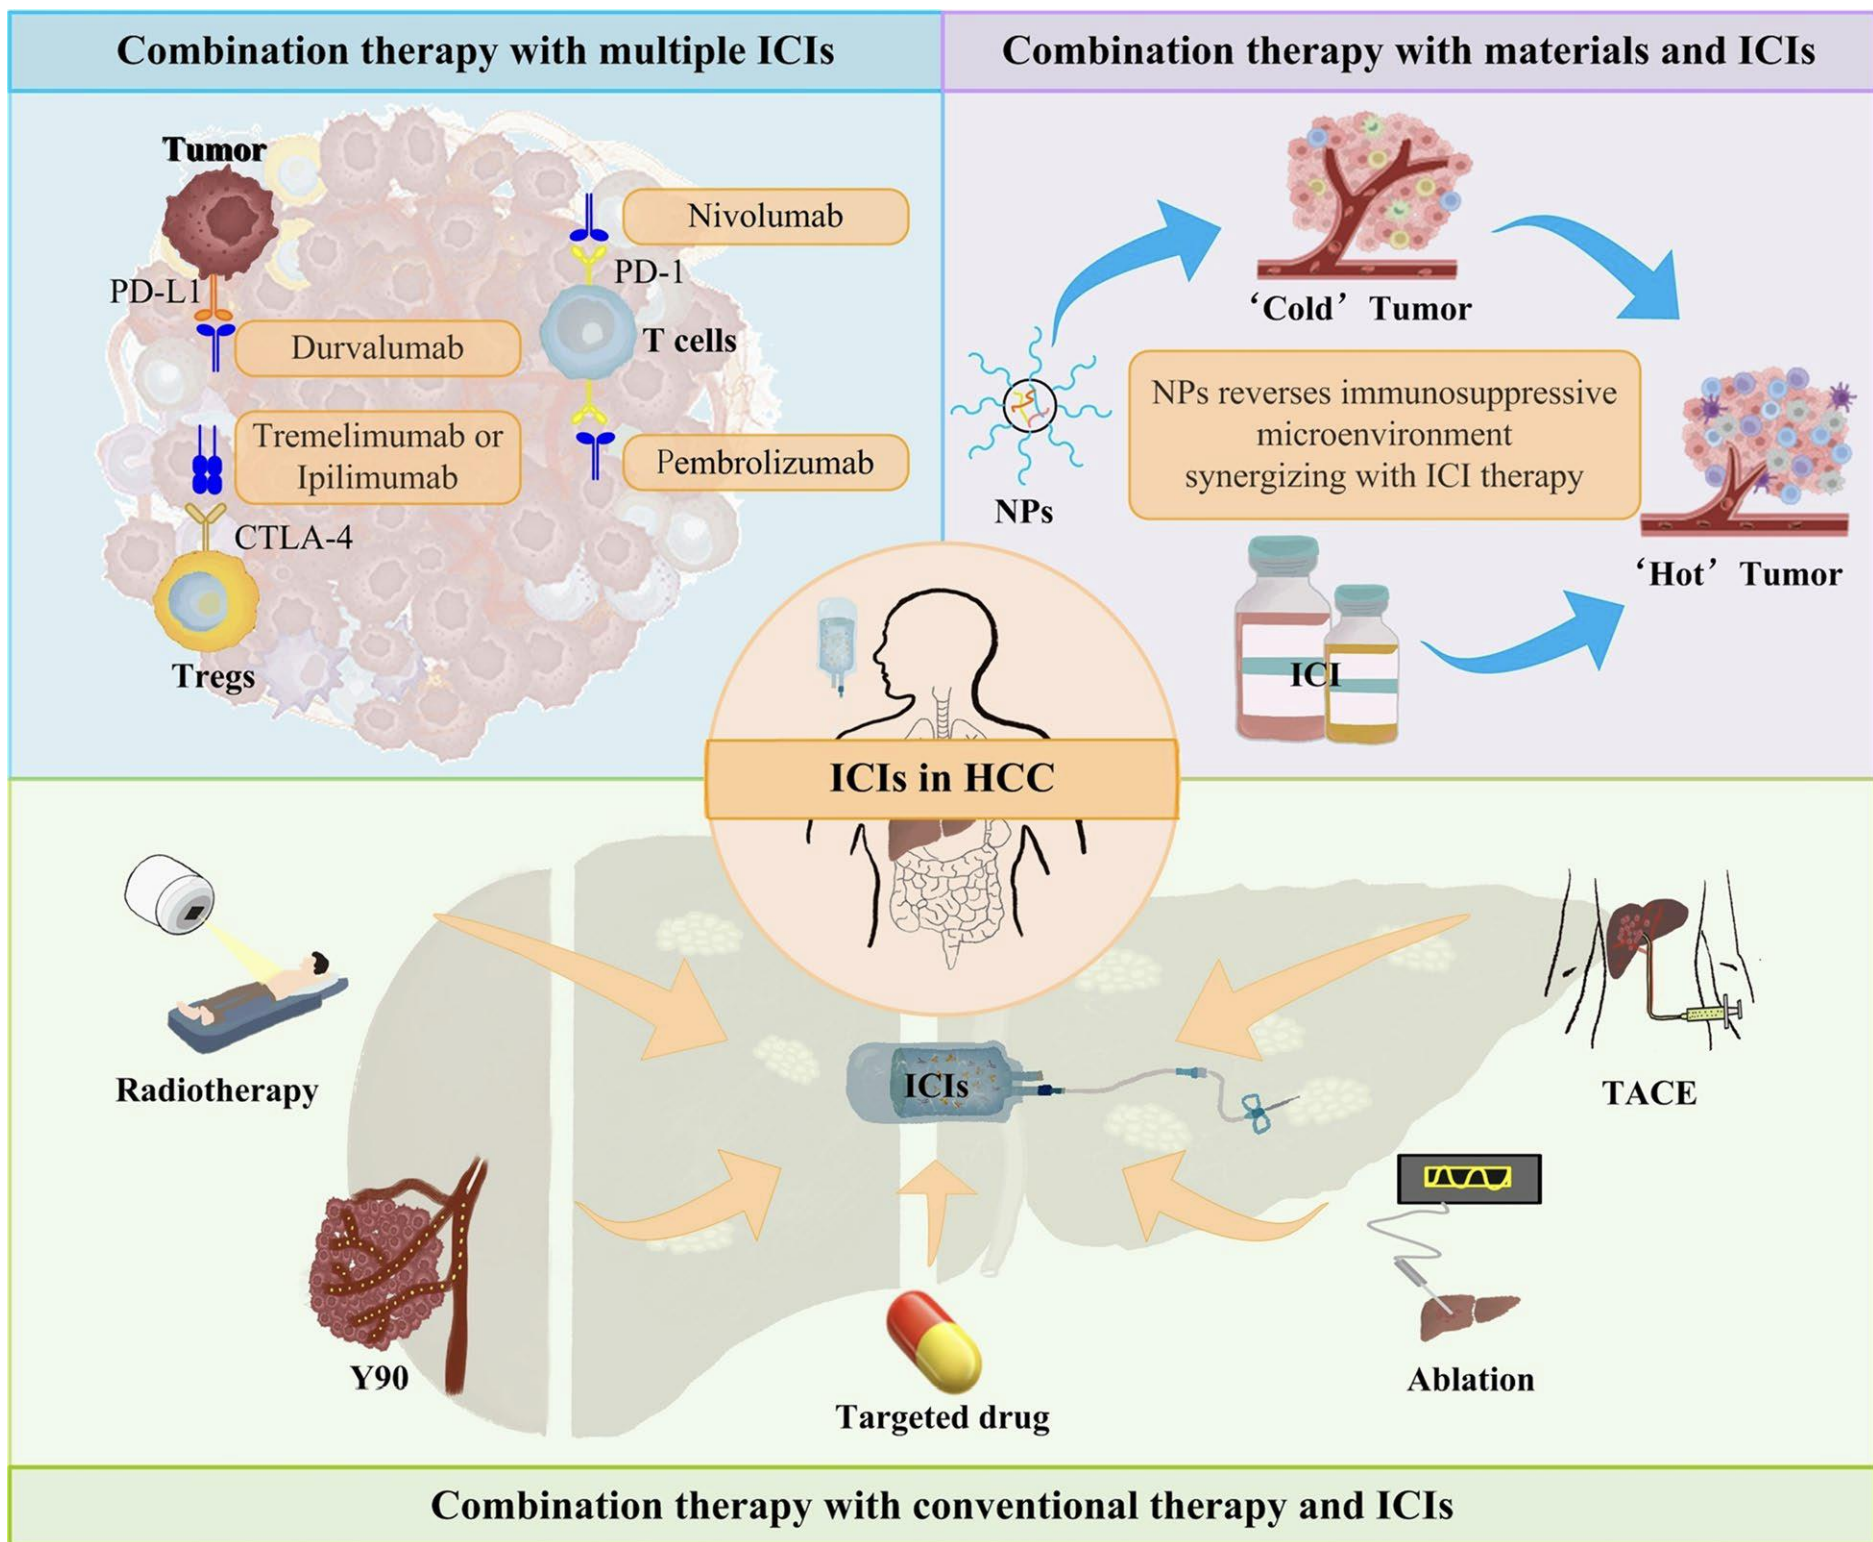 Combination therapy with multiple ICIs
Combination therapy with materials and ICIs
Tumor
PD-L1
Durvalumab
Tremelimumab or
Ipilimumab
CTLA-4
Tregs
Nivolumab
PD-1
T cells
Pembrolizumab
‘Cold’ Tumor
NPs
NPs reverses immunosuppressive
microenvironment
synergizing with ICI therapy
‘Hot’ Tumor
ICI
ICIs in HCC
Radiotherapy
ICIs
TACE
Y90
Targeted drug
Ablation
Combination therapy with conventional therapy and ICIs